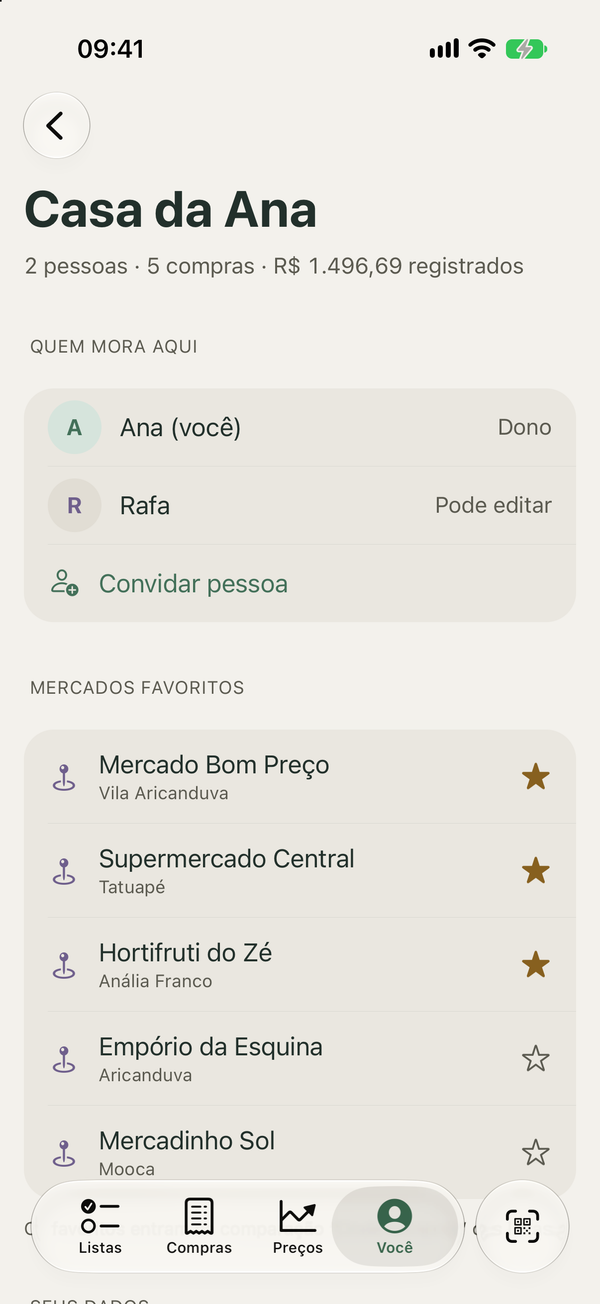 09:41
Casa da Ana
2 pessoas · 5 compras · R$ 1.496,69 registrados
QUEM MORA AQUI
A Ana (você) Dono
R Rafa Pode editar
Convidar pessoa
MERCADOS FAVORITOS
Mercado Bom Preço
Vila Aricanduva
Supermercado Central
Tatuapé
Hortifruti do Zé
Anália Franco
Empório da Esquina
Aricanduva
Mercadinho Sol
Mooca
Listas Compras Preços Você
SEUS DADOS